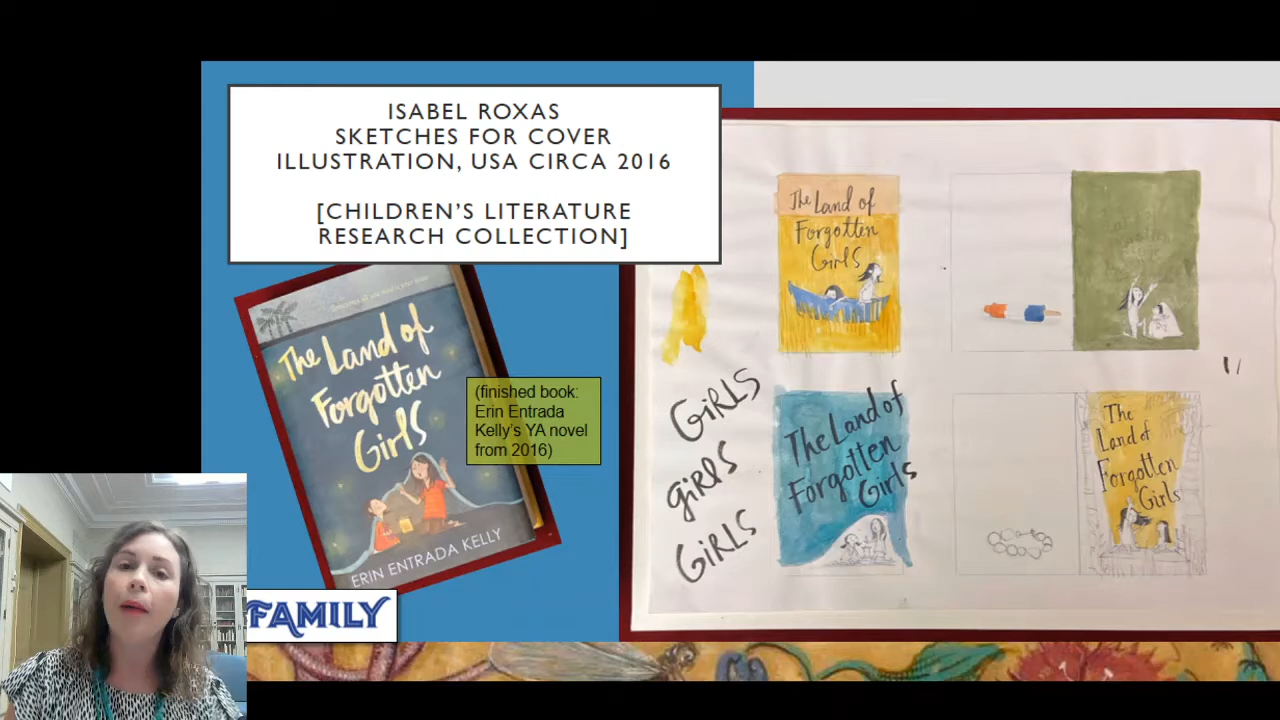 ISABEL ROXAS
SKETCHES FOR COVER
ILLUSTRATION, USA CIRCA 2016
[CHILDREN'S LITERATURE
RESEARCH COLLECTION]
The Land of
Forgotten
Girls
ERIN ENTRADA KELLY
(finished book:
Erin Entrada
Kelly's YA novel
from 2016)
FAMILY
The Land of
Forgotten
Girls
GIRLS
GIRLS
GIRLS
The Land of
Forgotten
Girls
The
Land of
Forgotten
Girls